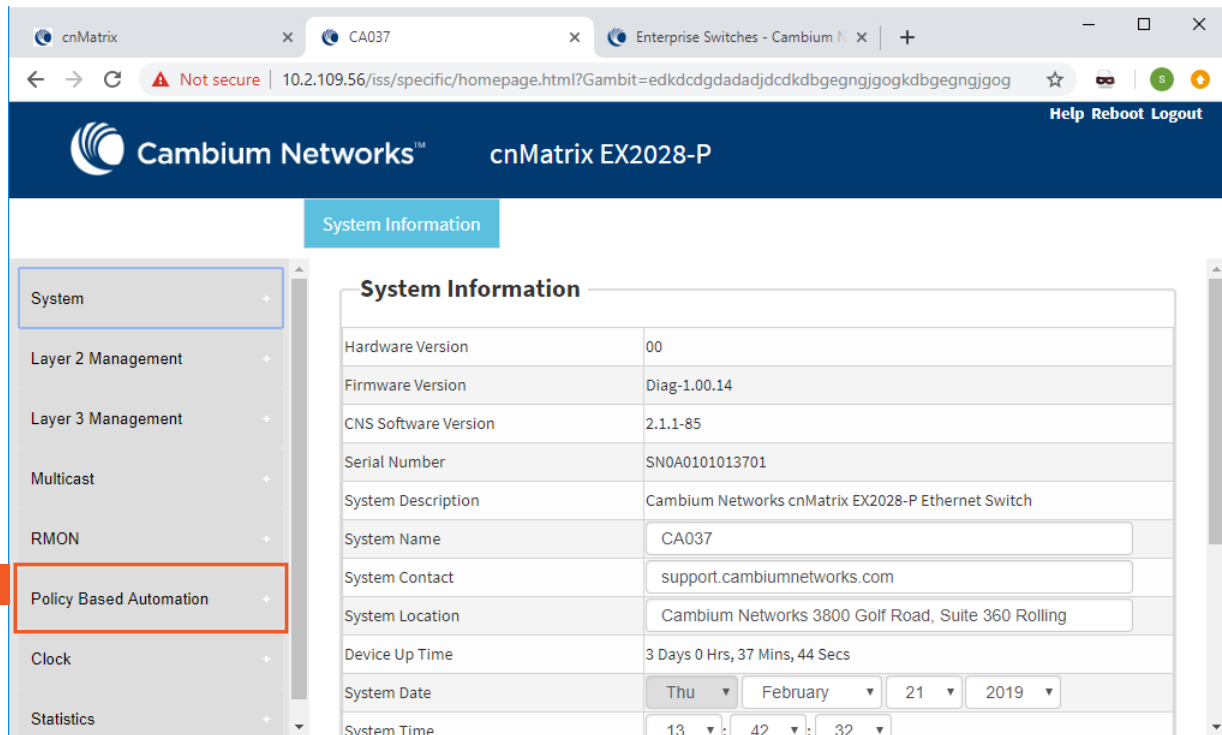 cnMatrix CA037 Enterprise Switches - Cambium N
Not secure | 10.2.109.56/iss/specific/homepage.html?Gambit=edkdcdgdadadjdcdkdbgegngjgogkdbgegngjgog S
Help Reboot Logout
Cambium Networks™ cnMatrix EX2028-P
System Information
System
Layer 2 Management
Layer 3 Management
Multicast
RMON
Policy Based Automation
Clock
Statistics
System Information
Hardware Version 00
Firmware Version Diag-1.00.14
CNS Software Version 2.1.1-85
Serial Number SN0A0101013701
System Description Cambium Networks cnMatrix EX2028-P Ethernet Switch
System Name CA037
System Contact support.cambiumnetworks.com
System Location Cambium Networks 3800 Golf Road, Suite 360 Rolling
Device Up Time 3 Days 0 Hrs, 37 Mins, 44 Secs
System Date Thu February 21 2019
System Time 13 : 42 : 32